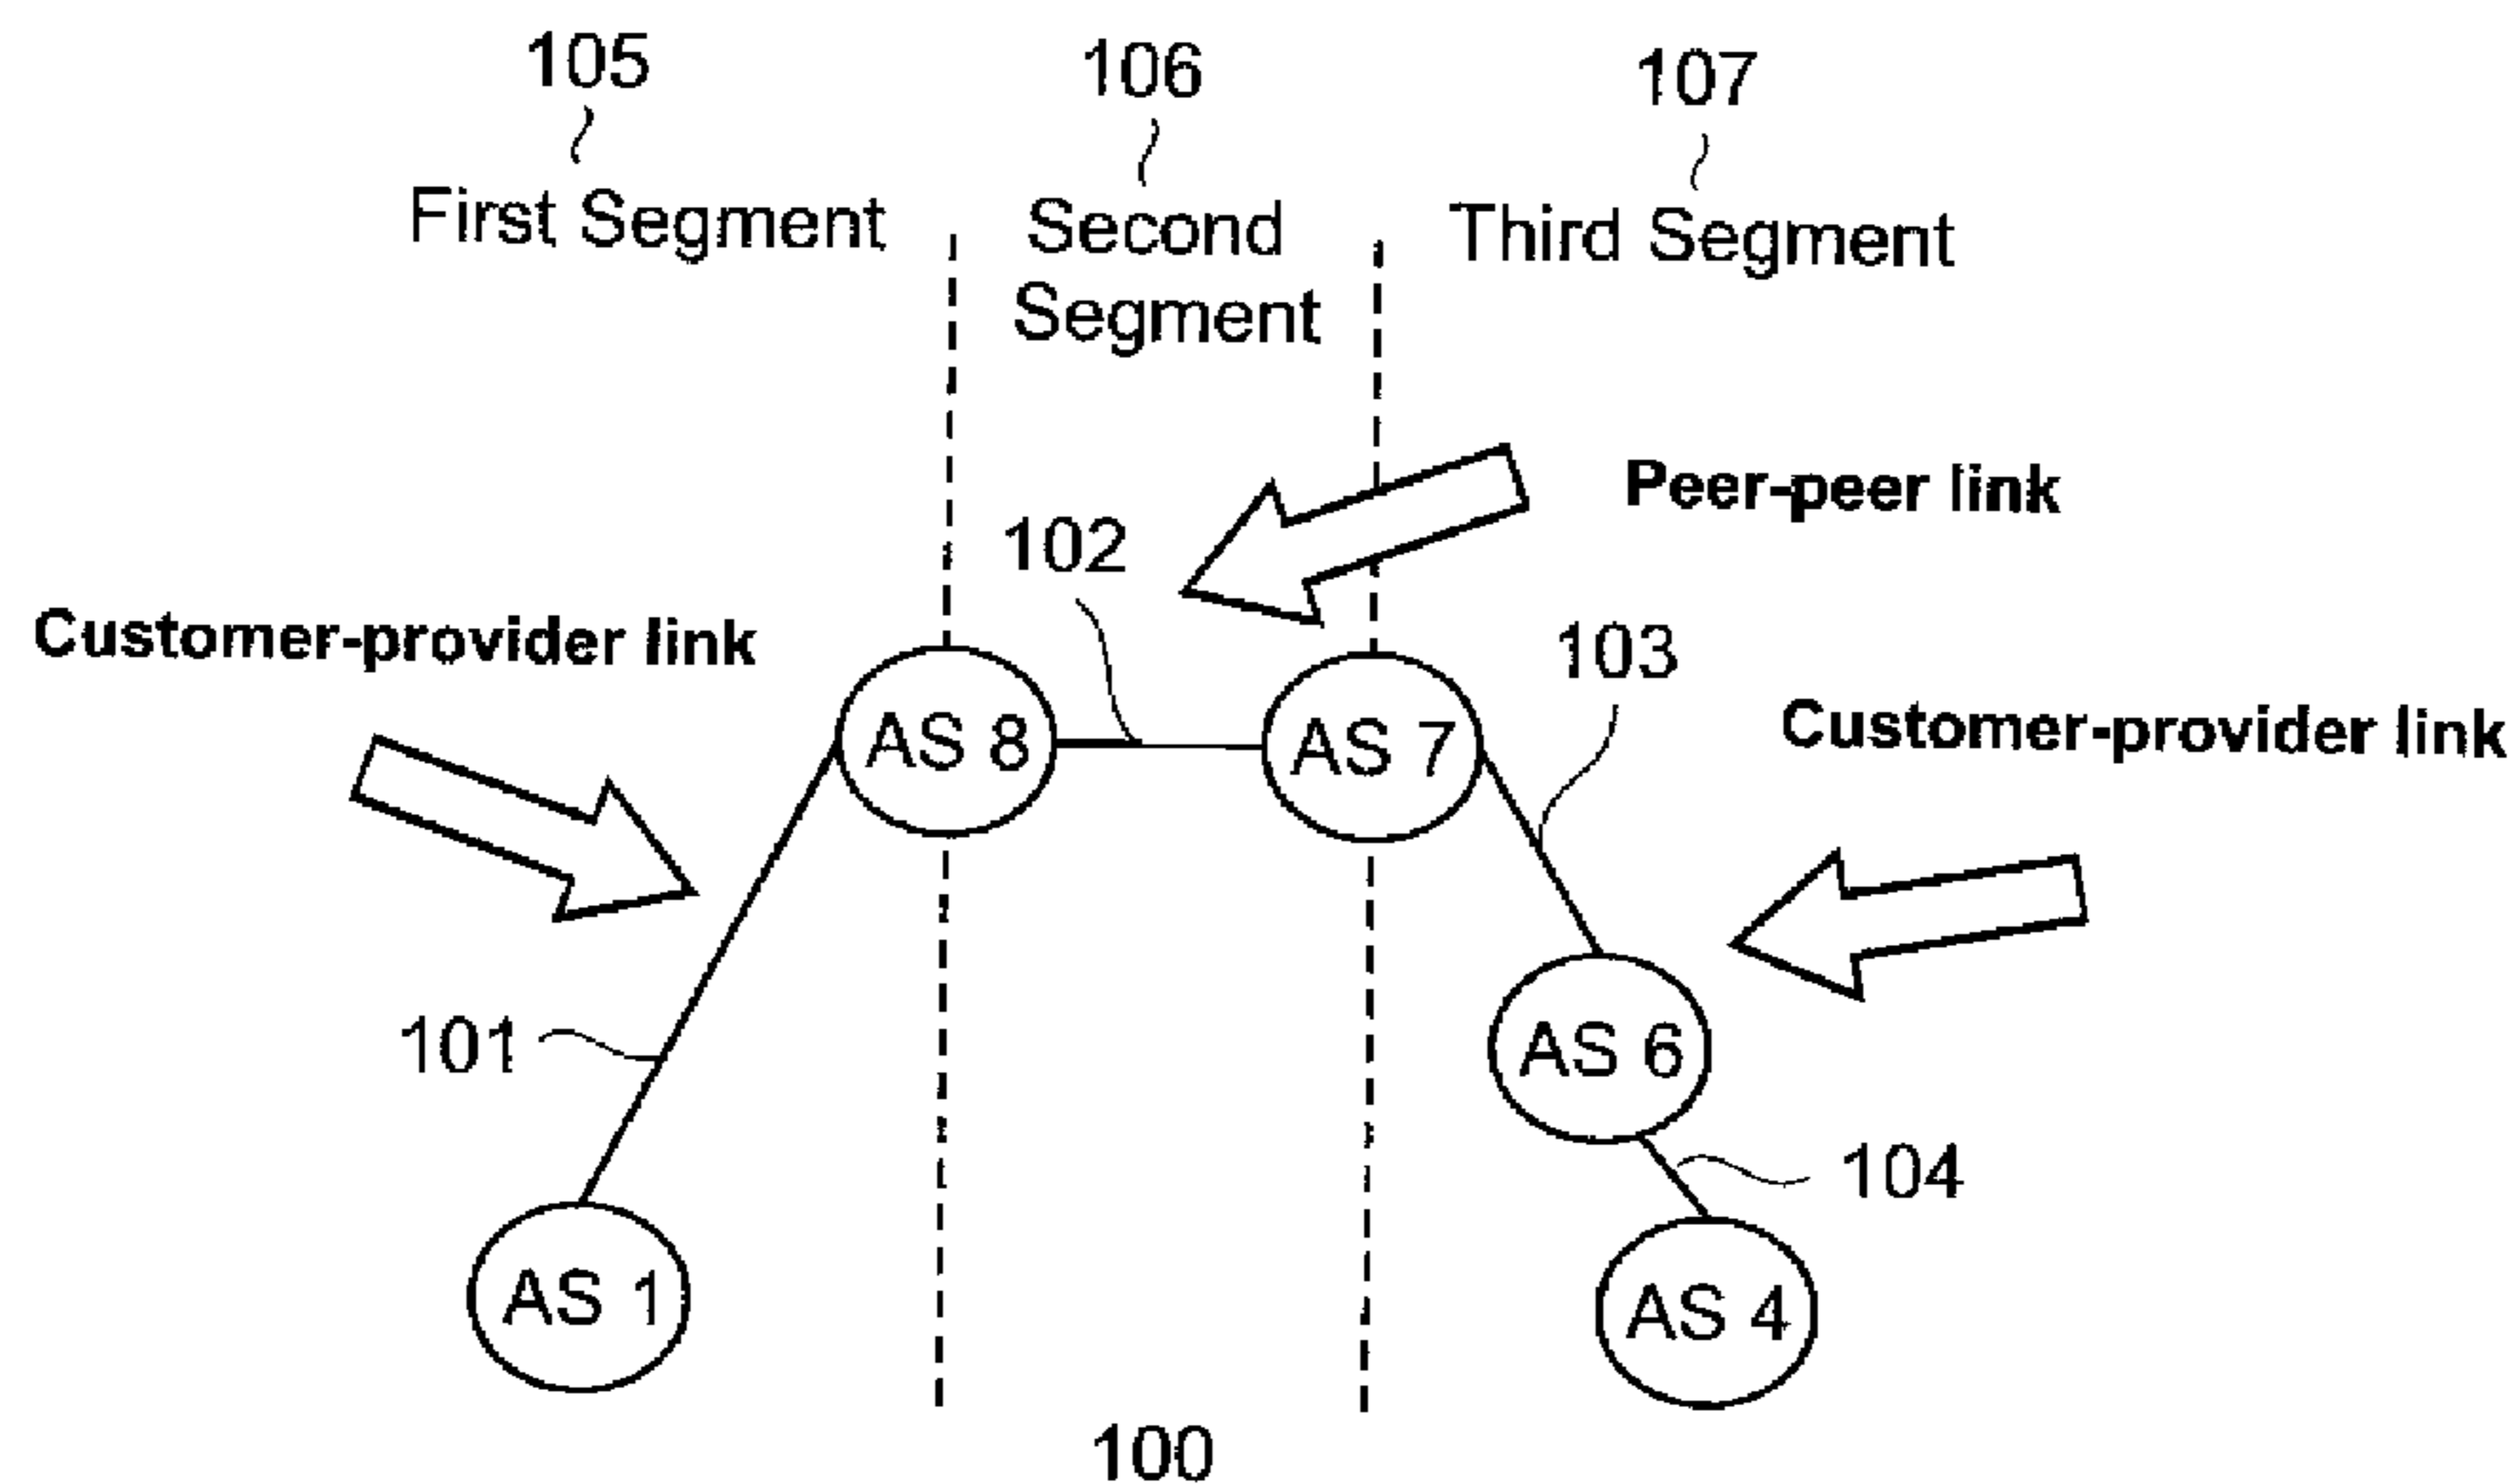 105
106
107
First Segment
Second
Segment
Third Segment
Peer-peer link
102
Customer-provider link
103
Customer-provider link
AS 8
AS 7
101
AS 6
104
AS 1
AS 4
100